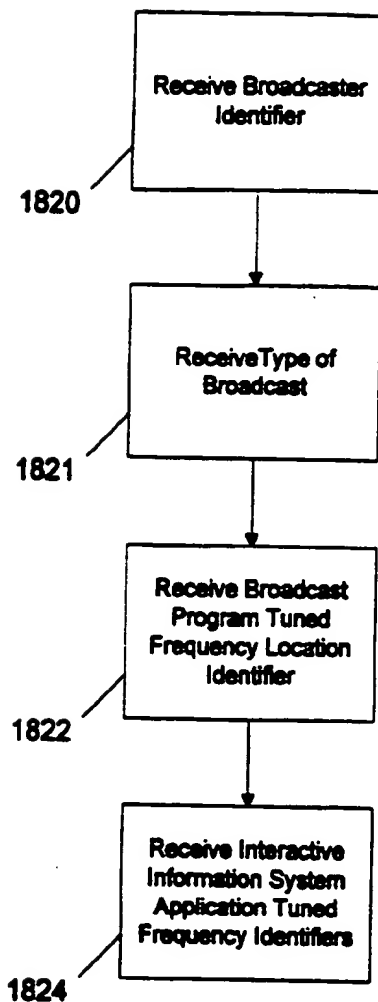 Receive Broadcaster
Identifier
1820
ReceiveType of
Broadcast
1821
Receive Broadcast
Program Tuned
Frequency Location
Identifier
1822
Receive Interactive
Information System
Application Tuned
Frequency Identifiers
1824